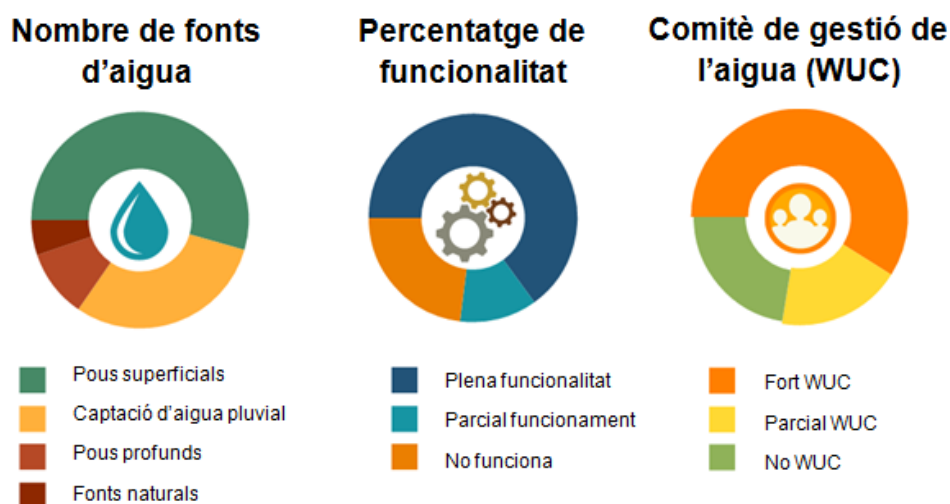 Nombre de fonts
d'aigua
Percentatge de
funcionalitat
Comitè de gestió de
l'aigua (WUC)
Pous superficials
Captació d'aigua pluvial
Pous profunds
Fonts naturals
Plena funcionalitat
Parcial funcionament
No funciona
Fort WUC
Parcial WUC
No WUC